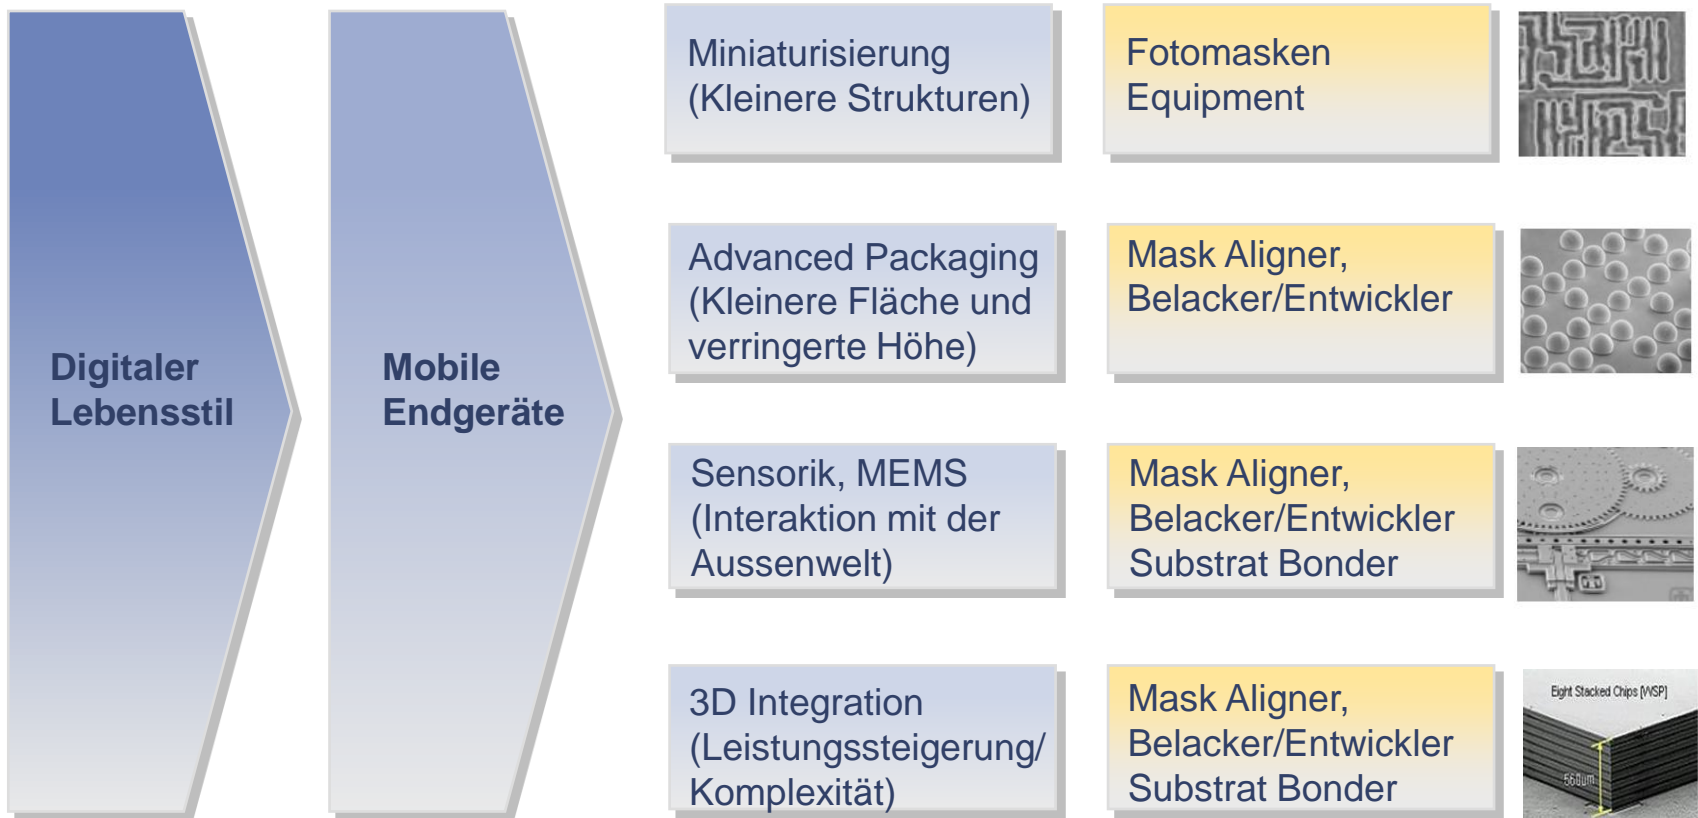 Digitaler
Lebensstil
Mobile
Endgeräte
Miniaturisierung
(Kleinere Strukturen)
Fotomasken
Equipment
Advanced Packaging
(Kleinere Fläche und
verringerte Höhe)
Mask Aligner,
Belacker/Entwickler
Sensorik, MEMS
(Interaktion mit der
Aussenwelt)
Mask Aligner,
Belacker/Entwickler
Substrat Bonder
3D Integration
(Leistungssteigerung/
Komplexität)
Mask Aligner,
Belacker/Entwickler
Substrat Bonder
Eight Stacked Chips [WSP]
560um